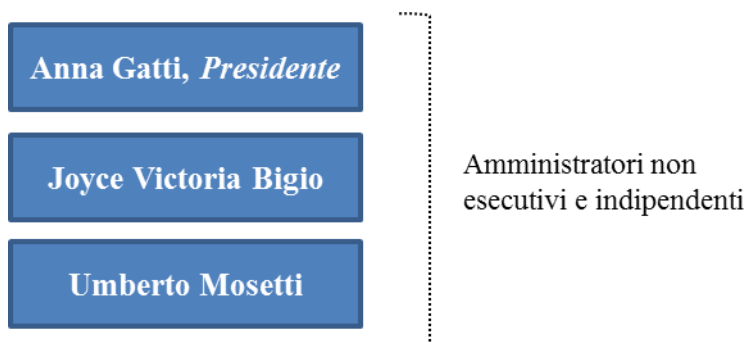 Anna Gatti, Presidente
Joyce Victoria Bigio
Amministratori non
esecutivi e indipendenti
Umberto Mosetti